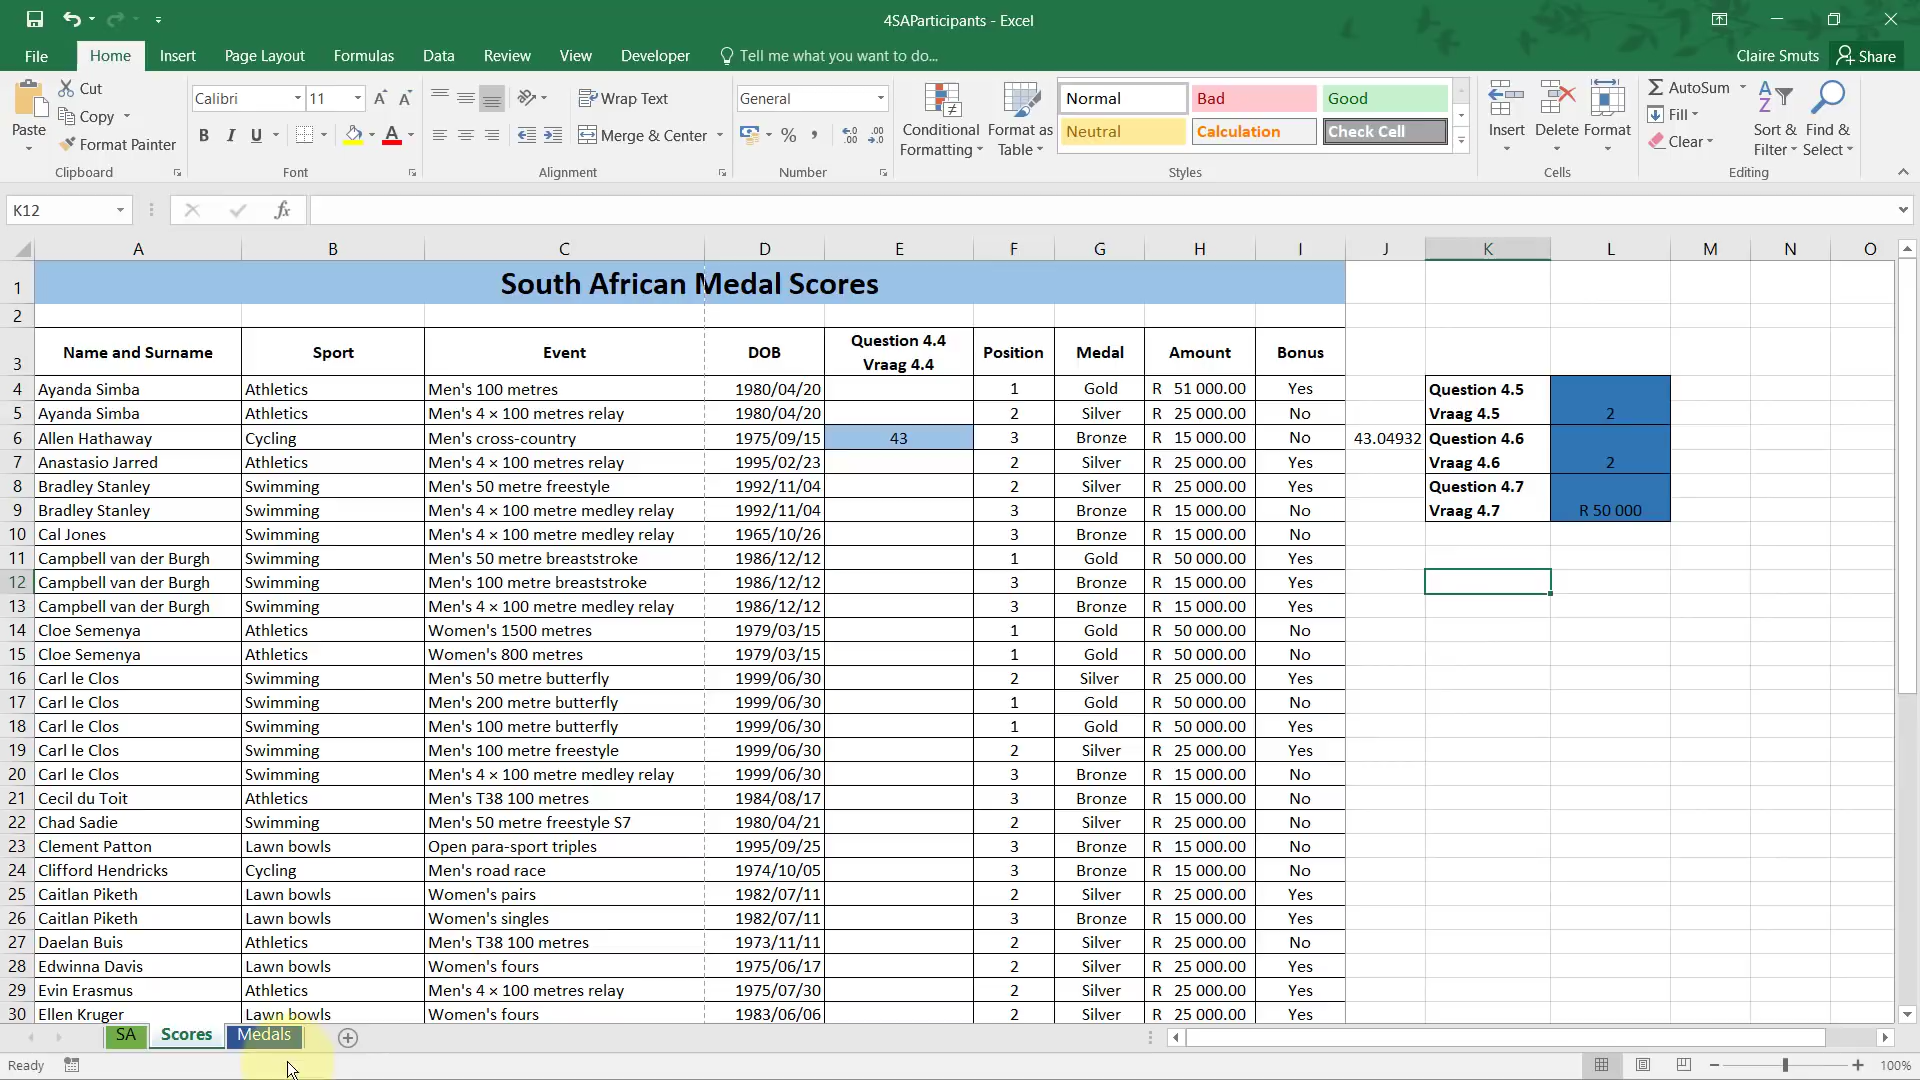 4SAParticipants - Excel
File Home Insert Page Layout Formulas Data Review View Developer Tell me what you want to do... Claire Smuts Share
Paste Cut Copy Format Painter Clipboard
Calibri 11 B I U Font
Wrap Text Merge & Center Alignment
General % , Number
Conditional Formatting Format as Table
Normal Bad Good
Neutral Calculation Check Cell
Styles
Insert Delete Format Cells
AutoSum Fill Clear Sort & Filter Find & Select Editing
K12 fx
A B C D E F G H I J K L M N O
1 South African Medal Scores
2
3 Name and Surname Sport Event DOB Question 4.4 Vraag 4.4 Position Medal Amount Bonus
4 Ayanda Simba Athletics Men's 100 metres 1980/04/20 1 Gold R 51 000.00 Yes Question 4.5
5 Ayanda Simba Athletics Men's 4 × 100 metres relay 1980/04/20 2 Silver R 25 000.00 No Vraag 4.5 2
6 Allen Hathaway Cycling Men's cross-country 1975/09/15 43 3 Bronze R 15 000.00 No 43.04932 Question 4.6
7 Anastasio Jarred Athletics Men's 4 × 100 metres relay 1995/02/23 2 Silver R 25 000.00 Yes Vraag 4.6 2
8 Bradley Stanley Swimming Men's 50 metre freestyle 1992/11/04 2 Silver R 25 000.00 Yes Question 4.7
9 Bradley Stanley Swimming Men's 4 × 100 metre medley relay 1992/11/04 3 Bronze R 15 000.00 No Vraag 4.7 R 50 000
10 Cal Jones Swimming Men's 4 × 100 metre medley relay 1965/10/26 3 Bronze R 15 000.00 No
11 Campbell van der Burgh Swimming Men's 50 metre breaststroke 1986/12/12 1 Gold R 50 000.00 Yes
12 Campbell van der Burgh Swimming Men's 100 metre breaststroke 1986/12/12 3 Bronze R 15 000.00 Yes
13 Campbell van der Burgh Swimming Men's 4 × 100 metre medley relay 1986/12/12 3 Bronze R 15 000.00 Yes
14 Cloe Semenya Athletics Women's 1500 metres 1979/03/15 1 Gold R 50 000.00 No
15 Cloe Semenya Athletics Women's 800 metres 1979/03/15 1 Gold R 50 000.00 No
16 Carl le Clos Swimming Men's 50 metre butterfly 1999/06/30 2 Silver R 25 000.00 Yes
17 Carl le Clos Swimming Men's 200 metre butterfly 1999/06/30 1 Gold R 50 000.00 No
18 Carl le Clos Swimming Men's 100 metre butterfly 1999/06/30 1 Gold R 50 000.00 Yes
19 Carl le Clos Swimming Men's 100 metre freestyle 1999/06/30 2 Silver R 25 000.00 Yes
20 Carl le Clos Swimming Men's 4 × 100 metre medley relay 1999/06/30 3 Bronze R 15 000.00 No
21 Cecil du Toit Athletics Men's T38 100 metres 1984/08/17 3 Bronze R 15 000.00 No
22 Chad Sadie Swimming Men's 50 metre freestyle S7 1980/04/21 2 Silver R 25 000.00 No
23 Clement Patton Lawn bowls Open para-sport triples 1995/09/25 3 Bronze R 15 000.00 No
24 Clifford Hendricks Cycling Men's road race 1974/10/05 3 Bronze R 15 000.00 No
25 Caitlan Piketh Lawn bowls Women's pairs 1982/07/11 2 Silver R 25 000.00 Yes
26 Caitlan Piketh Lawn bowls Women's singles 1982/07/11 3 Bronze R 15 000.00 Yes
27 Daelan Buis Athletics Men's T38 100 metres 1973/11/11 2 Silver R 25 000.00 No
28 Edwinna Davis Lawn bowls Women's fours 1975/06/17 2 Silver R 25 000.00 Yes
29 Evin Erasmus Athletics Men's 4 × 100 metres relay 1975/07/30 2 Silver R 25 000.00 Yes
30 Ellen Kruger Lawn bowls Women's fours 1983/06/06 2 Silver R 25 000.00 Yes
SA Scores Medals
Ready 100%